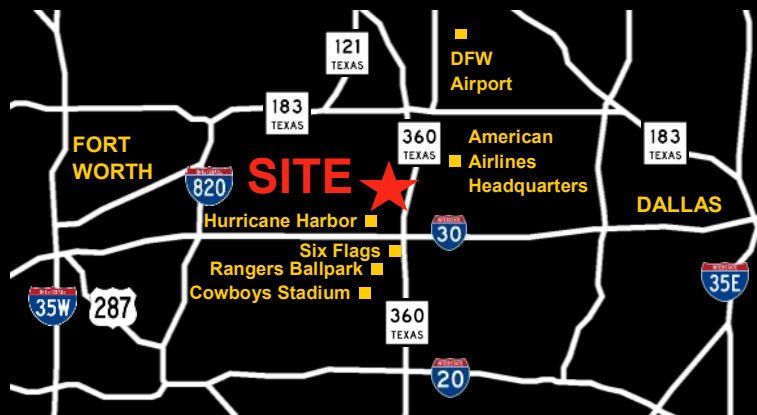 121
TEXAS
DFW
Airport
183
TEXAS
360
TEXAS
American
Airlines
Headquarters
183
TEXAS
FORT
WORTH
820
SITE
DALLAS
Hurricane Harbor
30
Six Flags
Rangers Ballpark
Cowboys Stadium
35W
287
35E
360
TEXAS
20